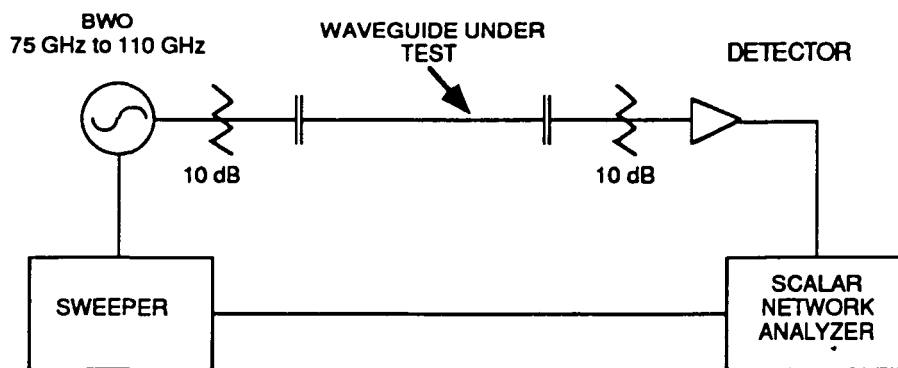 BWO
75 GHz to 110 GHz
WAVEGUIDE UNDER
TEST
DETECTOR
10 dB
10 dB
SWEEPER
SCALAR
NETWORK
ANALYZER